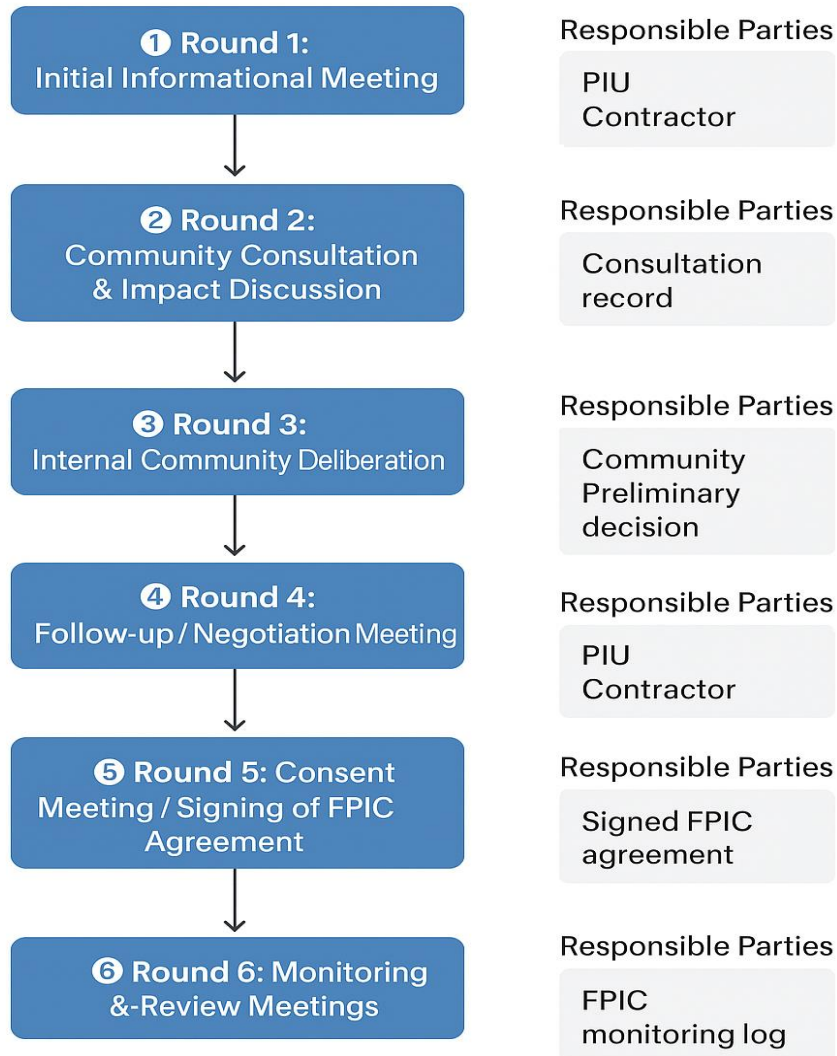 ❶ Round 1:
Initial Informational Meeting
Responsible Parties
PIU
Contractor
❷ Round 2:
Community Consultation
& Impact Discussion
Responsible Parties
Consultation
record
❸ Round 3:
Internal Community Deliberation
Responsible Parties
Community
Preliminary
decision
❹ Round 4:
Follow-up / Negotiation Meeting
Responsible Parties
PIU
Contractor
❺ Round 5: Consent
Meeting / Signing of FPIC
Agreement
Responsible Parties
Signed FPIC
agreement
❻ Round 6: Monitoring
&-Review Meetings
Responsible Parties
FPIC
monitoring log